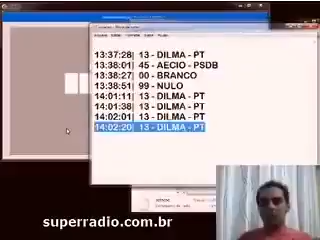 13:37:28| 13 - DILMA - PT
13:38:01| 45 - AECIO - PSDB
13:38:27| 00 - BRANCO
13:38:51| 99 - NULO
14:01:11| 13 - DILMA - PT
14:01:38| 13 - DILMA - PT
14:02:01| 13 - DILMA - PT
14:02:20| 13 - DILMA - PT
superradio.com.br